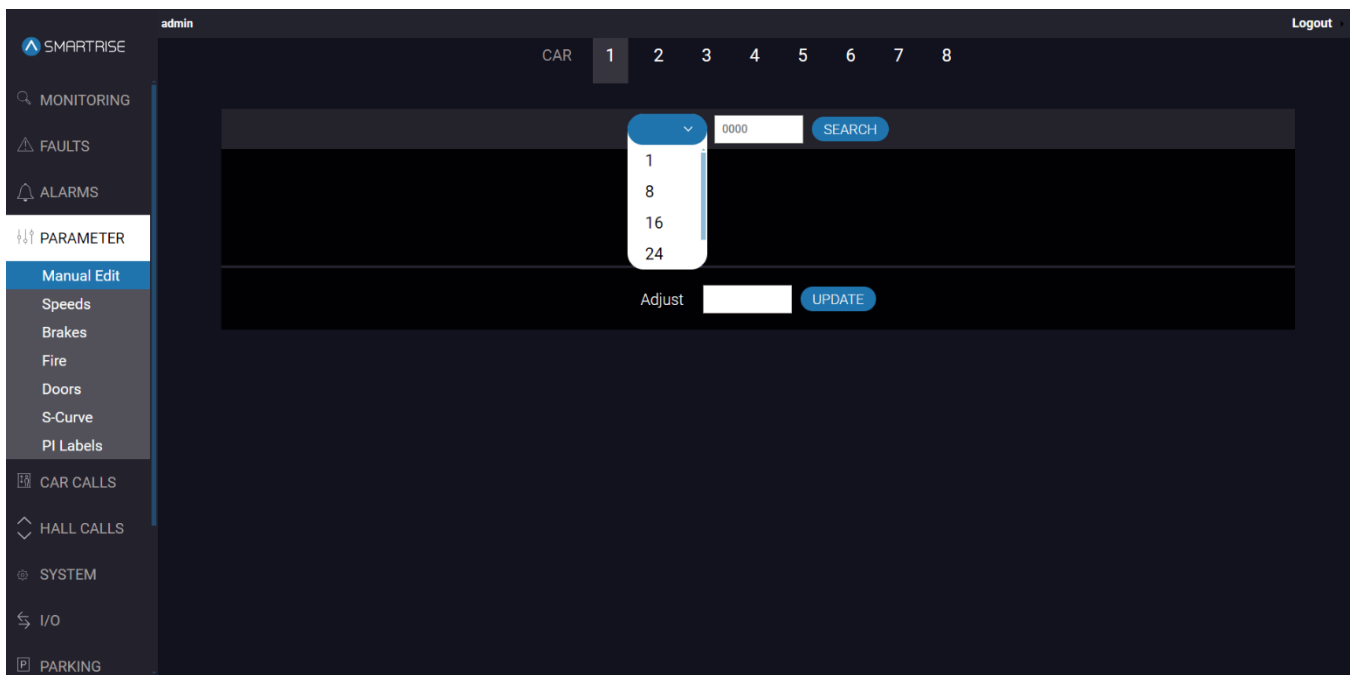 admin
Logout
SMARTRISE
CAR 1 2 3 4 5 6 7 8
MONITORING
FAULTS
ALARMS
PARAMETER
Manual Edit
Speeds
Brakes
Fire
Doors
S-Curve
PI Labels
CAR CALLS
HALL CALLS
SYSTEM
I/O
P PARKING
0000 SEARCH
1
8
16
24
Adjust UPDATE